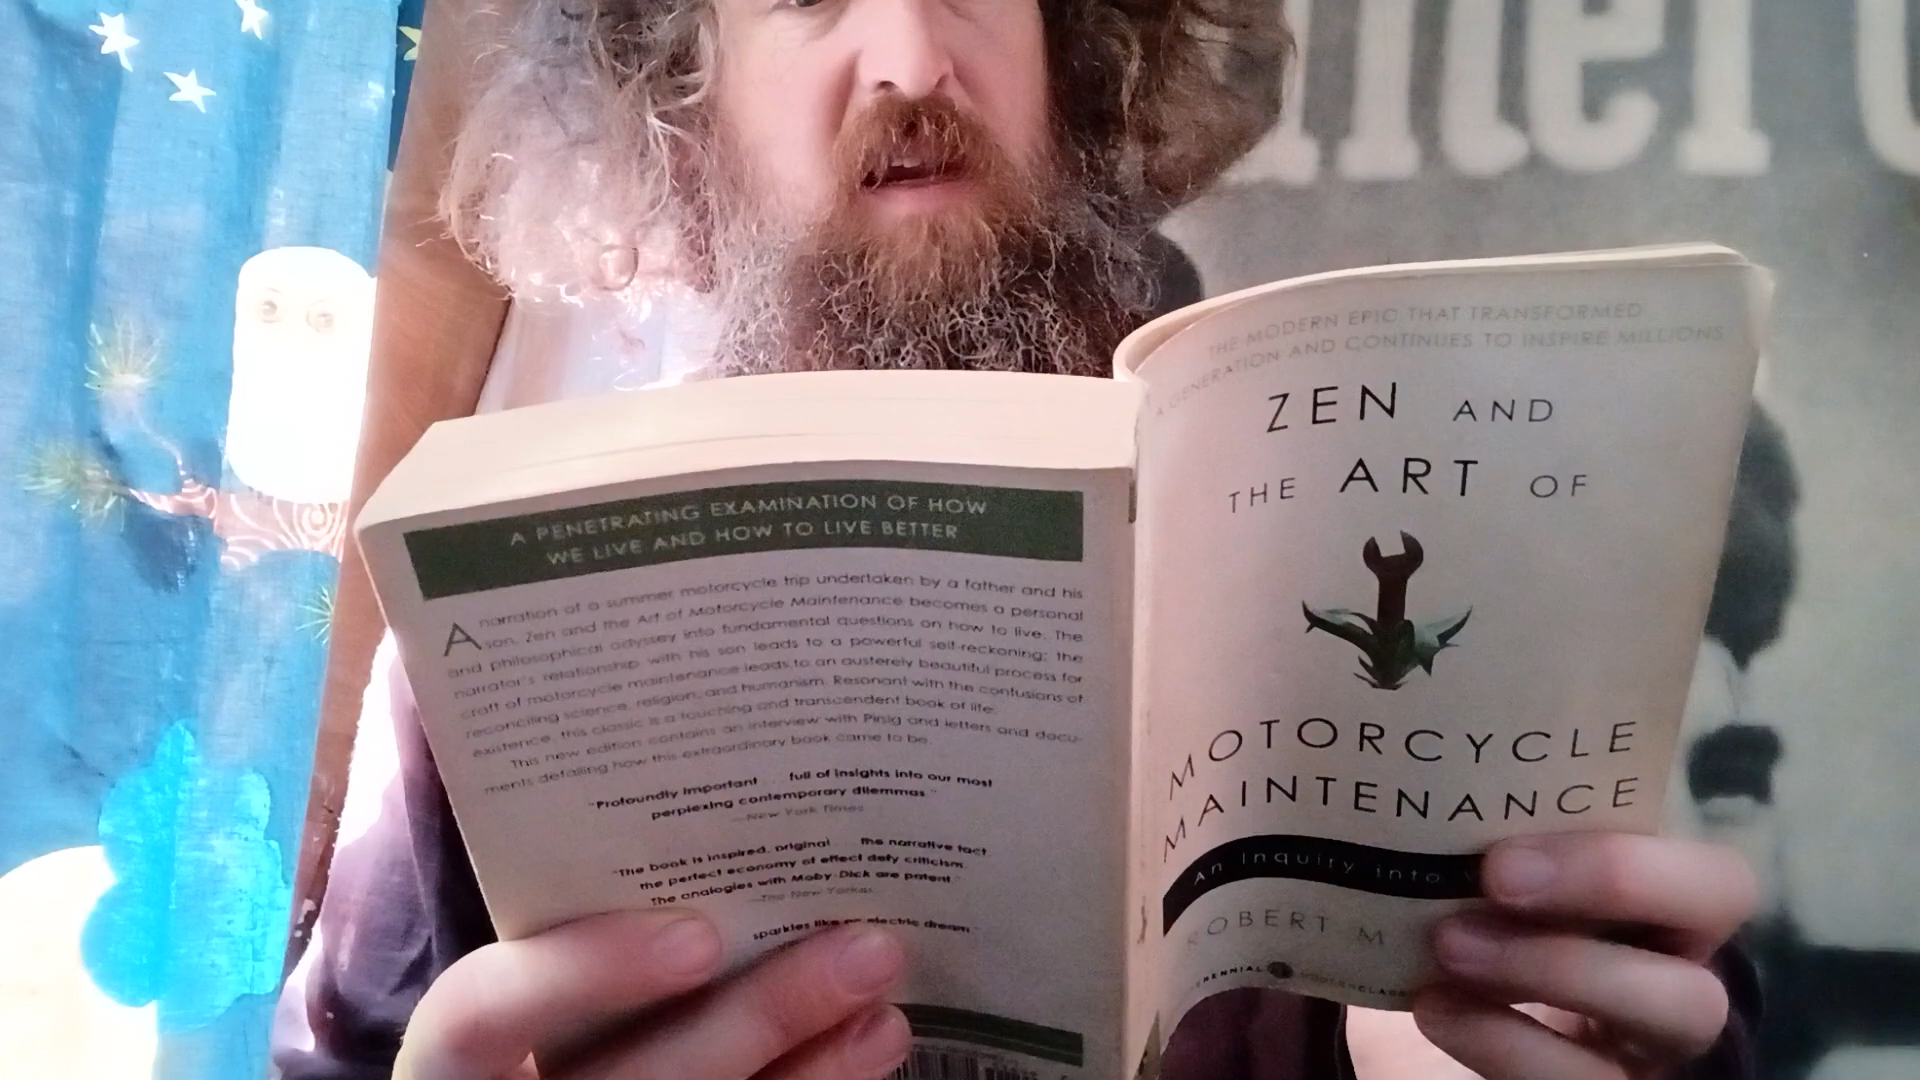 A PENETRATING EXAMINATION OF HOW
WE LIVE AND HOW TO LIVE BETTER
A narration of a summer motorcycle trip undertaken by a father and his
son, Zen and the Art of Motorcycle Maintenance becomes a personal
and philosophical odyssey into fundamental questions on how to live. The
narrator's relationship with his son leads to a powerful self-reckoning; the
craft of motorcycle maintenance leads to an austerely beautiful process for
reconciling science, religion, and humanism. Resonant with the confusions of
existence, this classic is a touching and transcendent book of life.
This new edition contains an interview with Pirsig and letters and docu-
ments detailing how this extraordinary book came to be.
"Profoundly important . . . full of insights into our most
perplexing contemporary dilemmas."
—New York Times
"The book is inspired, original . . . the narrative tact,
the perfect economy of effect defy criticism.
The analogies with Moby-Dick are patent."
—The New Yorker
sparkles like an electric dream
THE MODERN EPIC THAT TRANSFORMED
A GENERATION AND CONTINUES TO INSPIRE MILLIONS
ZEN AND
THE ART OF
MOTORCYCLE
MAINTENANCE
An Inquiry into
ROBERT M